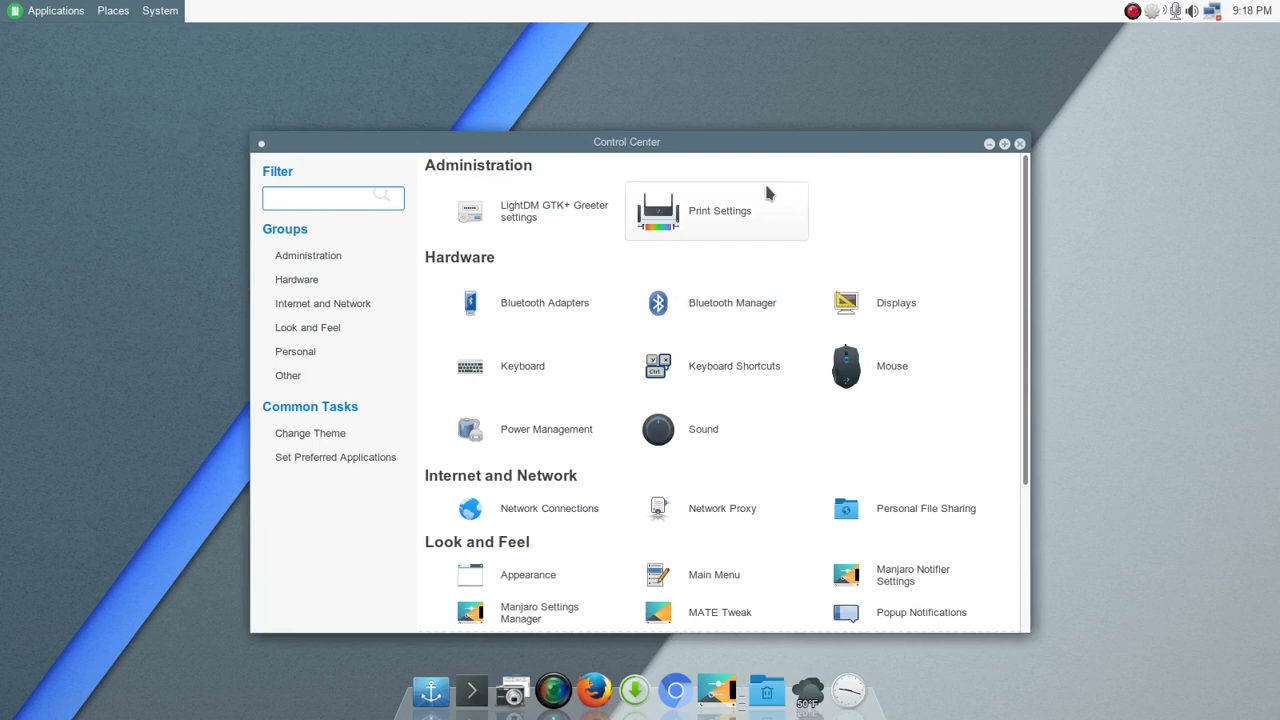 Applications Places System
9:18 PM
Control Center
Filter
Groups
Administration
Hardware
Internet and Network
Look and Feel
Personal
Other
Common Tasks
Change Theme
Set Preferred Applications
Administration
LightDM GTK+ Greeter
settings
Print Settings
Hardware
Bluetooth Adapters
Bluetooth Manager
Displays
Keyboard
Keyboard Shortcuts
Mouse
Power Management
Sound
Internet and Network
Network Connections
Network Proxy
Personal File Sharing
Look and Feel
Appearance
Main Menu
Manjaro Notifier
Settings
Manjaro Settings
Manager
MATE Tweak
Popup Notifications
50°F